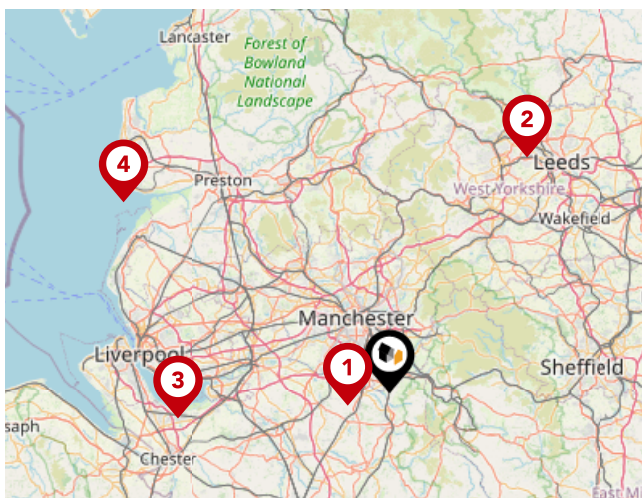 Lancaster
Forest of
Bowland
National
Landscape
2
Leeds
4
Preston
West Yorkshire
Wakefield
Manchester
Liverpool
1
3
Sheffield
saph
Chester
East M